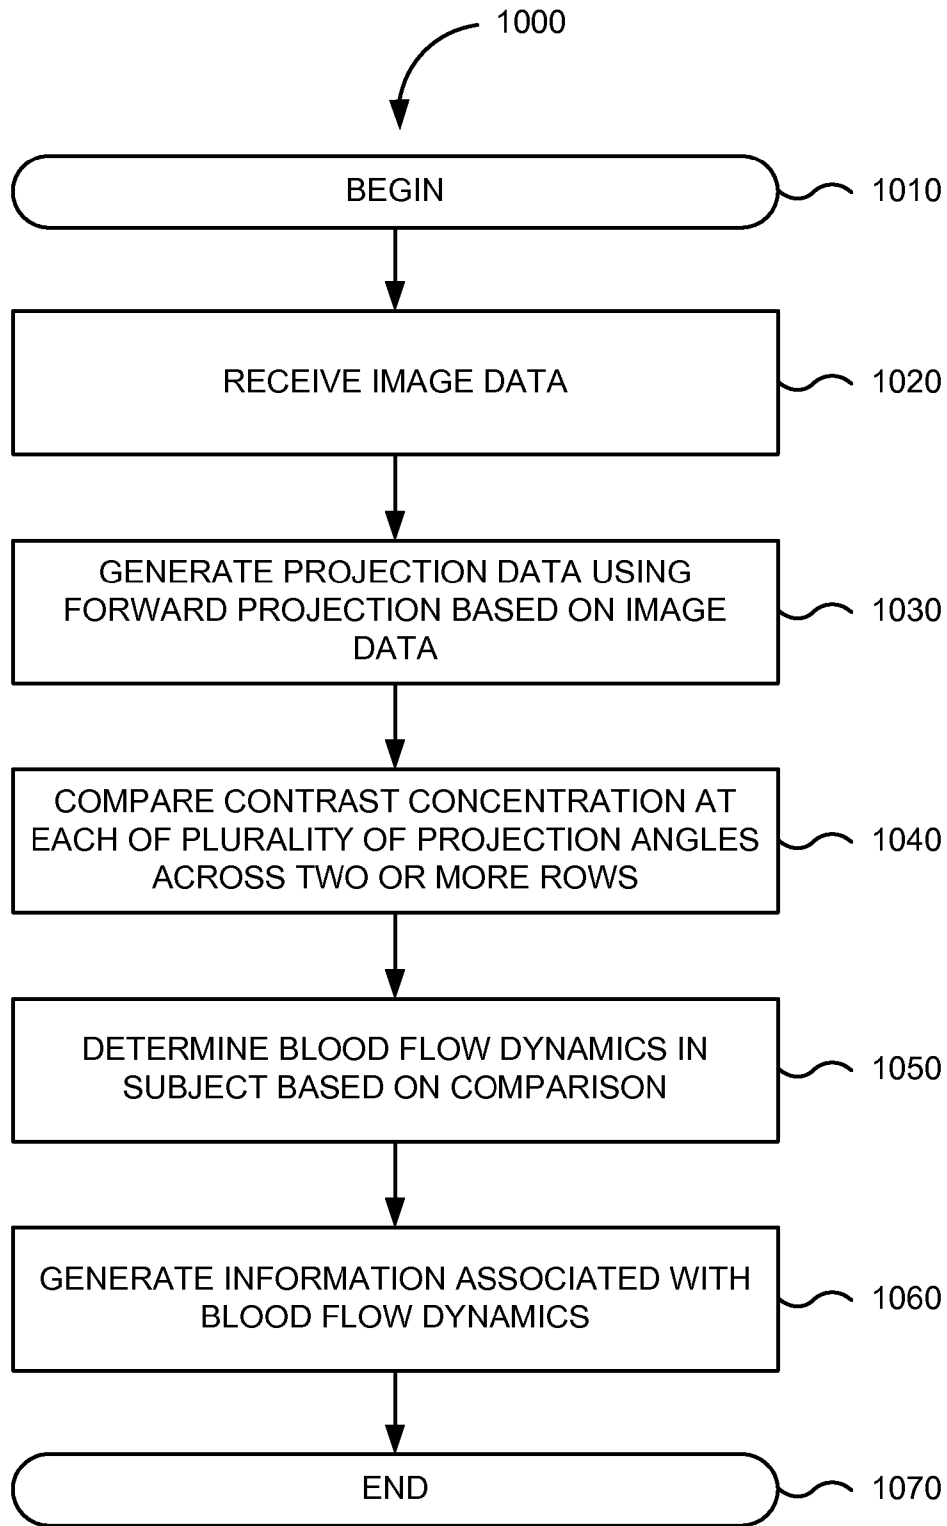 1000
BEGIN
1010
RECEIVE IMAGE DATA
1020
GENERATE PROJECTION DATA USING
FORWARD PROJECTION BASED ON IMAGE
DATA
1030
COMPARE CONTRAST CONCENTRATION AT
EACH OF PLURALITY OF PROJECTION ANGLES
ACROSS TWO OR MORE ROWS
1040
DETERMINE BLOOD FLOW DYNAMICS IN
SUBJECT BASED ON COMPARISON
1050
GENERATE INFORMATION ASSOCIATED WITH
BLOOD FLOW DYNAMICS
1060
END
1070